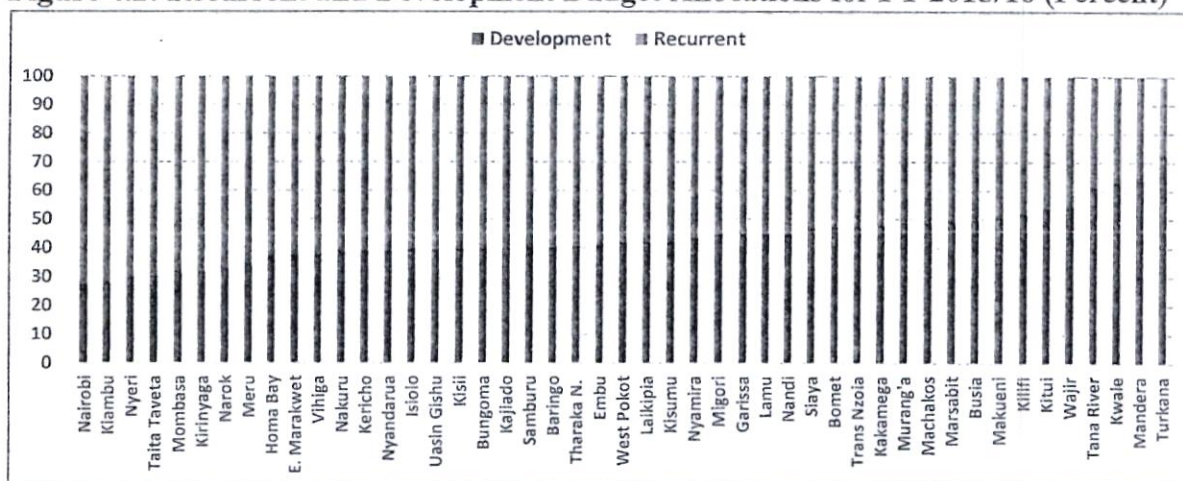 Development Recurrent
100
90
80
70
60
50
40
30
20
10
0
Nairobi
Kiambu
Nyeri
Taita Taveta
Mombasa
Kirinyaga
Narok
Meru
Homa Bay
E. Marakwet
Vihiga
Nakuru
Kericho
Nyandarua
Isiolo
Uasin Gishu
Kisii
Bungoma
Kajiado
Samburu
Baringo
Tharaka N.
Embu
West Pokot
Laikipia
Kisumu
Nyamira
Migori
Garissa
Lamu
Nandi
Siaya
Bomet
Trans Nzoia
Kakamega
Murang'a
Machakos
Marsabit
Busia
Makueni
Kilifi
Kitui
Wajir
Tana River
Kwale
Mandera
Turkana